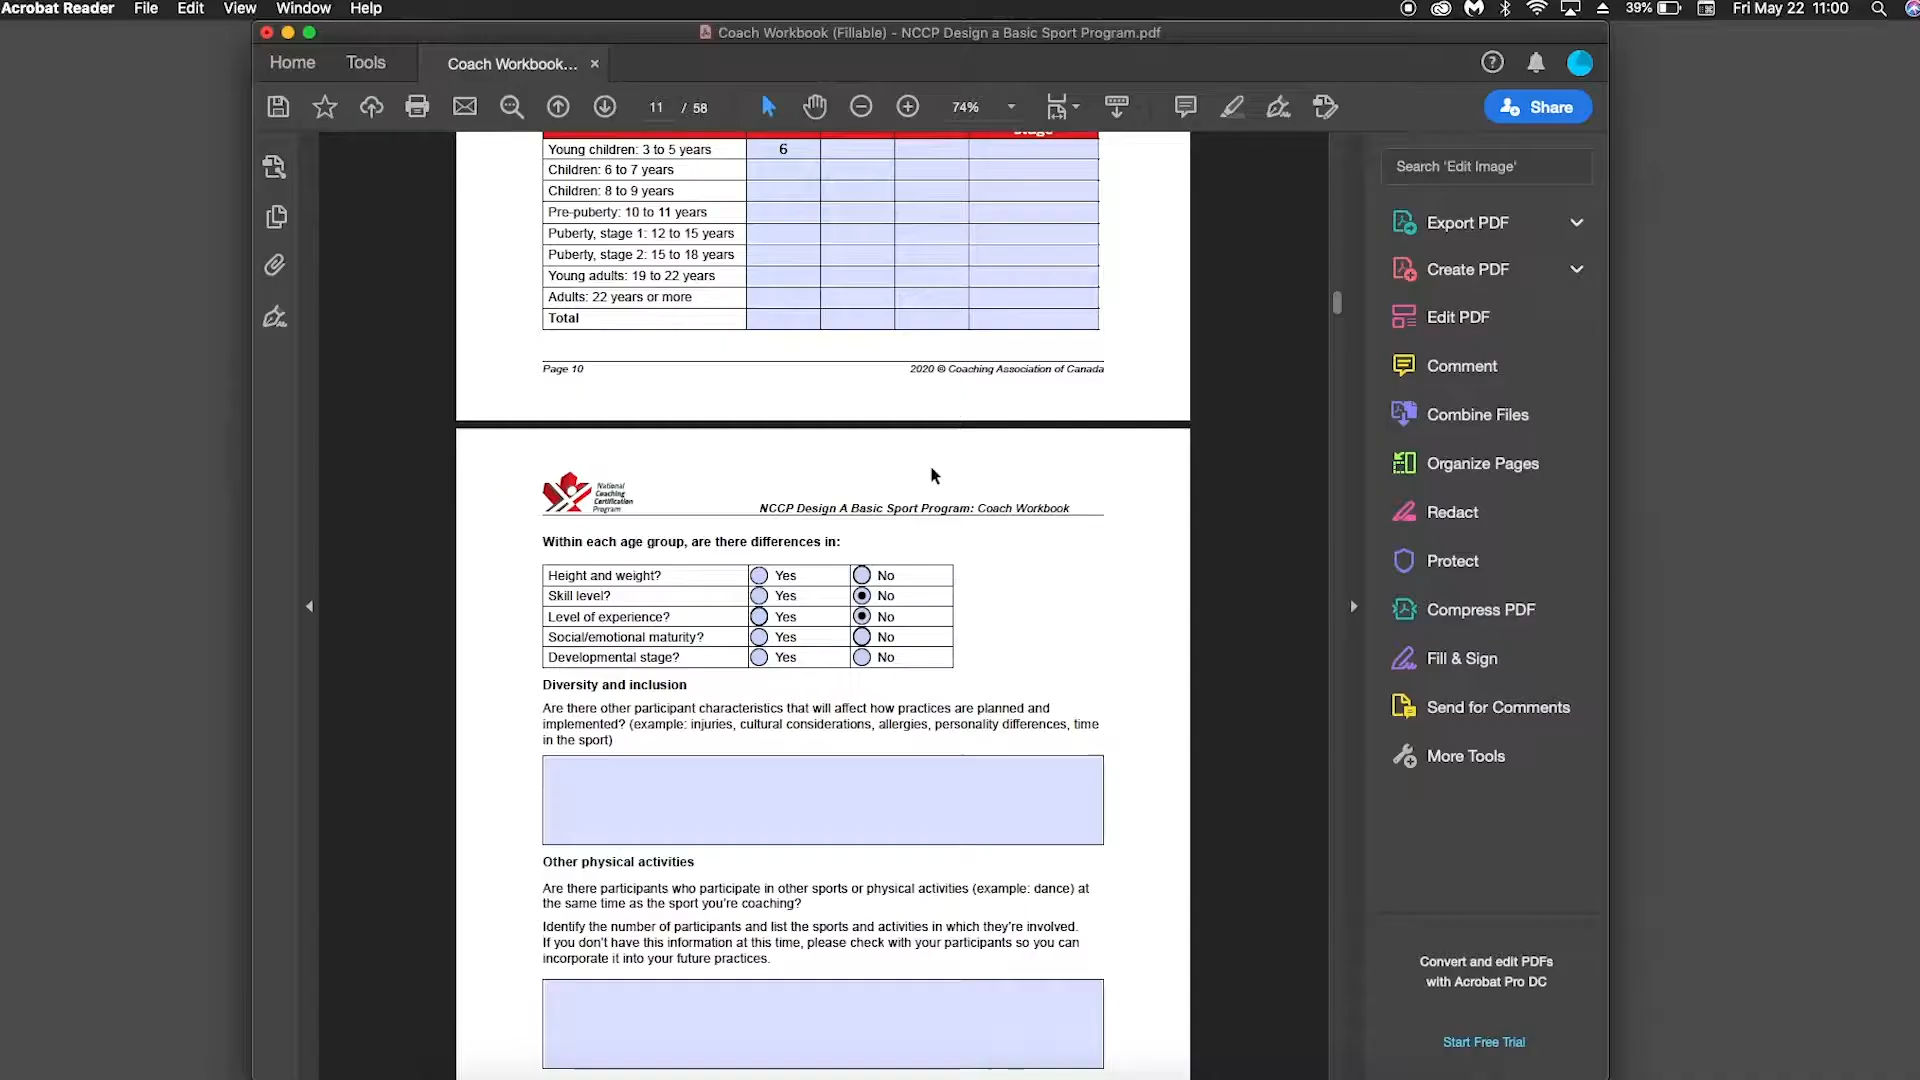 Acrobat Reader File Edit View Window Help 39% Fri May 22 11:00
Coach Workbook (Fillable) - NCCP Design a Basic Sport Program.pdf
Home Tools Coach Workbook... ×
11 / 58 74% Share
Stage
Young children: 3 to 5 years 6
Children: 6 to 7 years
Children: 8 to 9 years
Pre-puberty: 10 to 11 years
Puberty, stage 1: 12 to 15 years
Puberty, stage 2: 15 to 18 years
Young adults: 19 to 22 years
Adults: 22 years or more
Total
Page 10 2020 © Coaching Association of Canada
National
Coaching
Certification
Program
NCCP Design A Basic Sport Program: Coach Workbook
Within each age group, are there differences in:
Height and weight? Yes No
Skill level? Yes No
Level of experience? Yes No
Social/emotional maturity? Yes No
Developmental stage? Yes No
Diversity and inclusion
Are there other participant characteristics that will affect how practices are planned and
implemented? (example: injuries, cultural considerations, allergies, personality differences, time
in the sport)
Other physical activities
Are there participants who participate in other sports or physical activities (example: dance) at
the same time as the sport you're coaching?
Identify the number of participants and list the sports and activities in which they're involved.
If you don't have this information at this time, please check with your participants so you can
incorporate it into your future practices.
Search 'Edit Image'
Export PDF
Create PDF
Edit PDF
Comment
Combine Files
Organize Pages
Redact
Protect
Compress PDF
Fill & Sign
Send for Comments
More Tools
Convert and edit PDFs
with Acrobat Pro DC
Start Free Trial